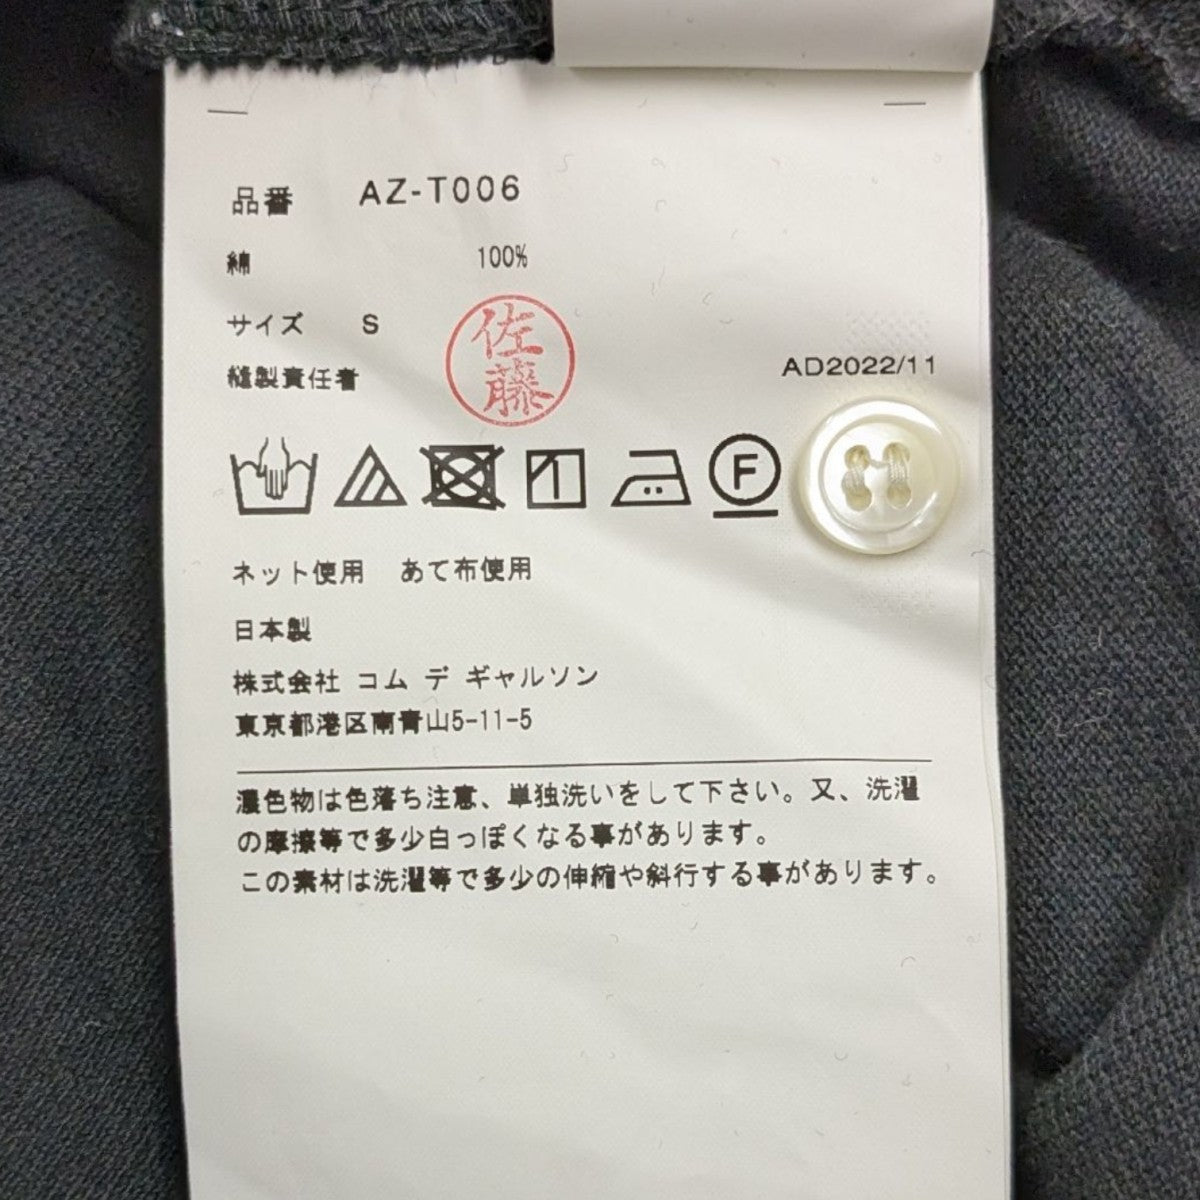 品番 AZ-T006
綿 100%
サイズ S
縫製責任者 佐藤
AD2022/11
F
ネット使用 あて布使用
日本製
株式会社 コム デ ギャルソン
東京都港区南青山5-11-5
濃色物は色落ち注意、単独洗いをして下さい。又、洗濯
の摩擦等で多少白っぽくなる事があります。
この素材は洗濯等で多少の伸縮や斜行する事があります。